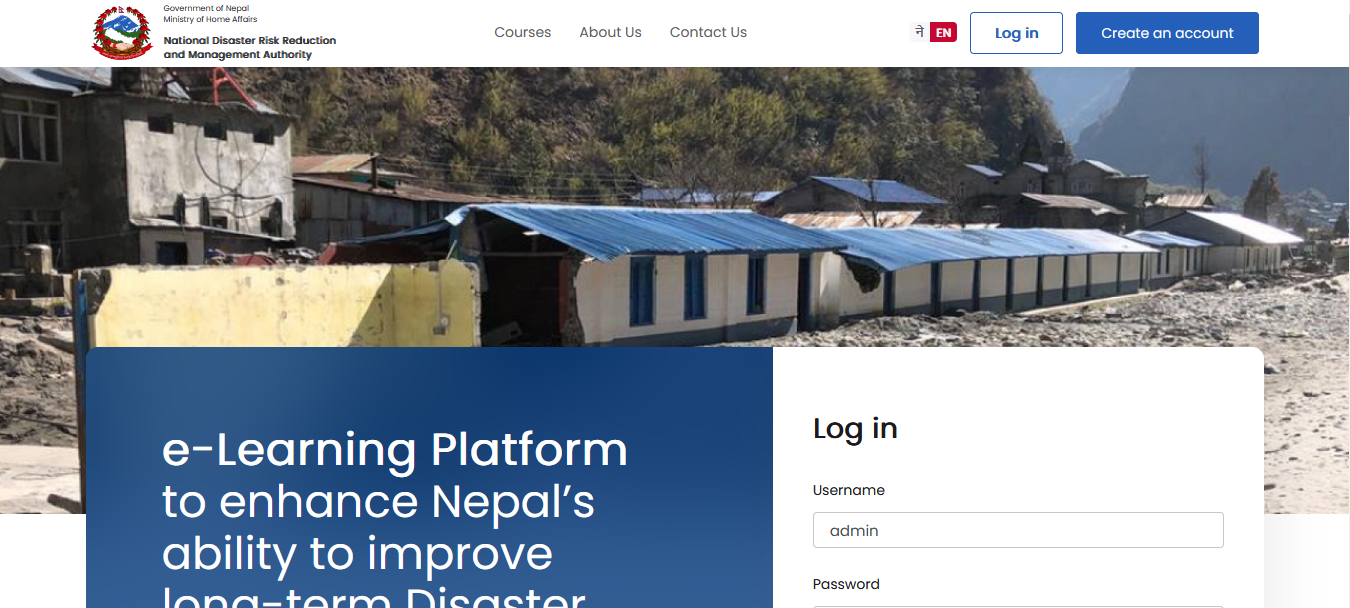 Government of Nepal
Ministry of Home Affairs
National Disaster Risk Reduction
and Management Authority
Courses
About Us
Contact Us
ने
EN
Log in
Create an account
e-Learning Platform
to enhance Nepal’s
ability to improve
long-term Disaster
Log in
Username
admin
Password